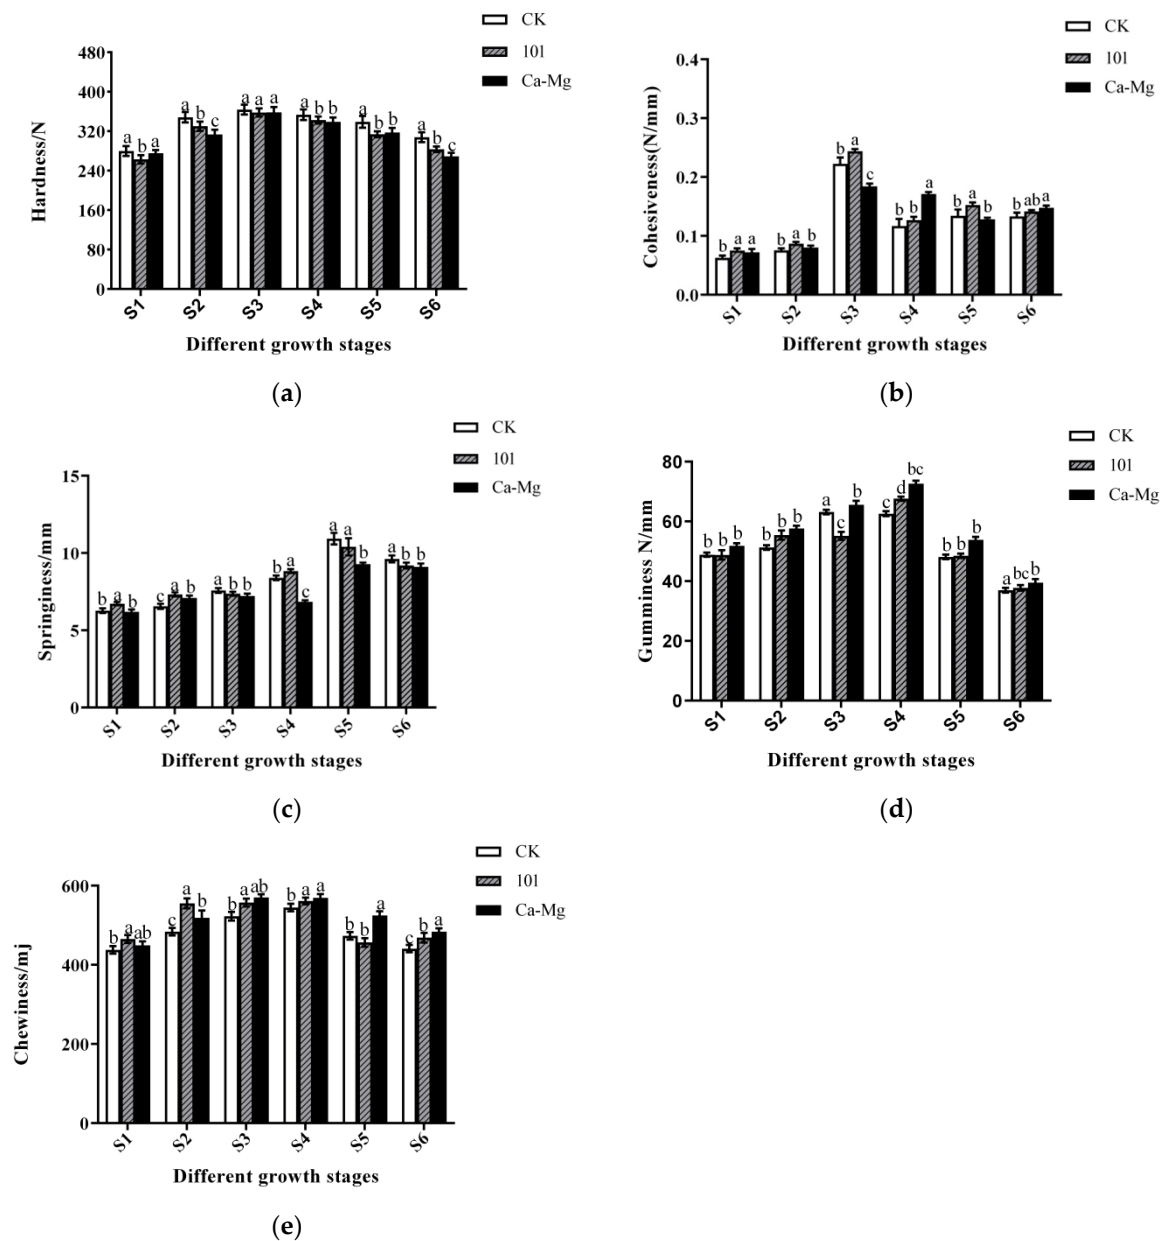 CK
101
Ca-Mg
480
400
320
240
160
80
0
Hardness/N
a b a
a b c
a a a
a b b
a b b
a b c
S1 S2 S3 S4 S5 S6
Different growth stages
(a)
CK
101
Ca-Mg
0.4
0.3
0.2
0.1
0.0
Cohesiveness(N/mm)
b a a
b a b
b a c
b b a
b a b
b ab a
S1 S2 S3 S4 S5 S6
Different growth stages
(b)
CK
101
Ca-Mg
15
10
5
0
Springiness/mm
b a b
c a b
a b b
b a c
a a b
a b b
S1 S2 S3 S4 S5 S6
Different growth stages
(c)
CK
101
Ca-Mg
80
60
40
20
0
Gumminess N/mm
b b b
b b b
a c b
c d bc
b b b
a bc b
S1 S2 S3 S4 S5 S6
Different growth stages
(d)
CK
101
Ca-Mg
600
400
200
0
Chewiness/mj
b a ab
c a b
b a ab
b a a
b b a
c b a
S1 S2 S3 S4 S5 S6
Different growth stages
(e)